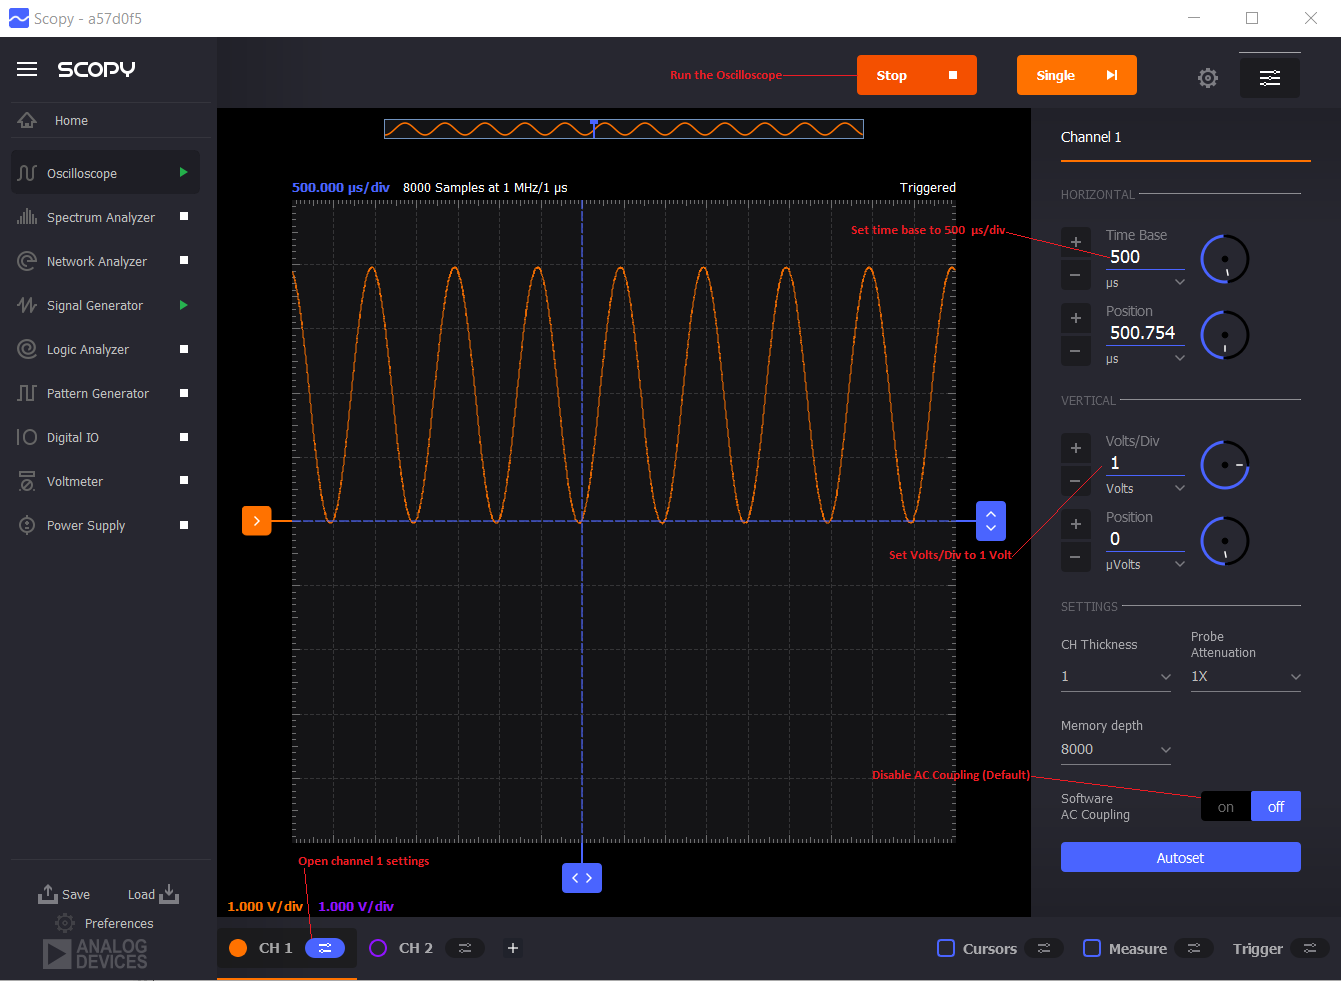 Scopy - a57d0f5
SCOPY
Run the Oscilloscope
Stop
Single
Home
Oscilloscope
Spectrum Analyzer
Network Analyzer
Signal Generator
Logic Analyzer
Pattern Generator
Digital IO
Voltmeter
Power Supply
Save
Load
Preferences
ANALOG
DEVICES
500.000 µs/div 8000 Samples at 1 MHz/1 µs
Triggered
Set time base to 500 µs/div
Set Volts/Div to 1 Volt
Disable AC Coupling (Default)
Open channel 1 settings
1.000 V/div 1.000 V/div
CH 1
CH 2
+
Cursors
Measure
Trigger
Channel 1
HORIZONTAL
Time Base
+
500
−
µs
Position
+
500.754
−
µs
VERTICAL
Volts/Div
+
1
−
Volts
Position
+
0
−
µVolts
SETTINGS
CH Thickness
1
Probe
Attenuation
1X
Memory depth
8000
Software
AC Coupling
on off
Autoset